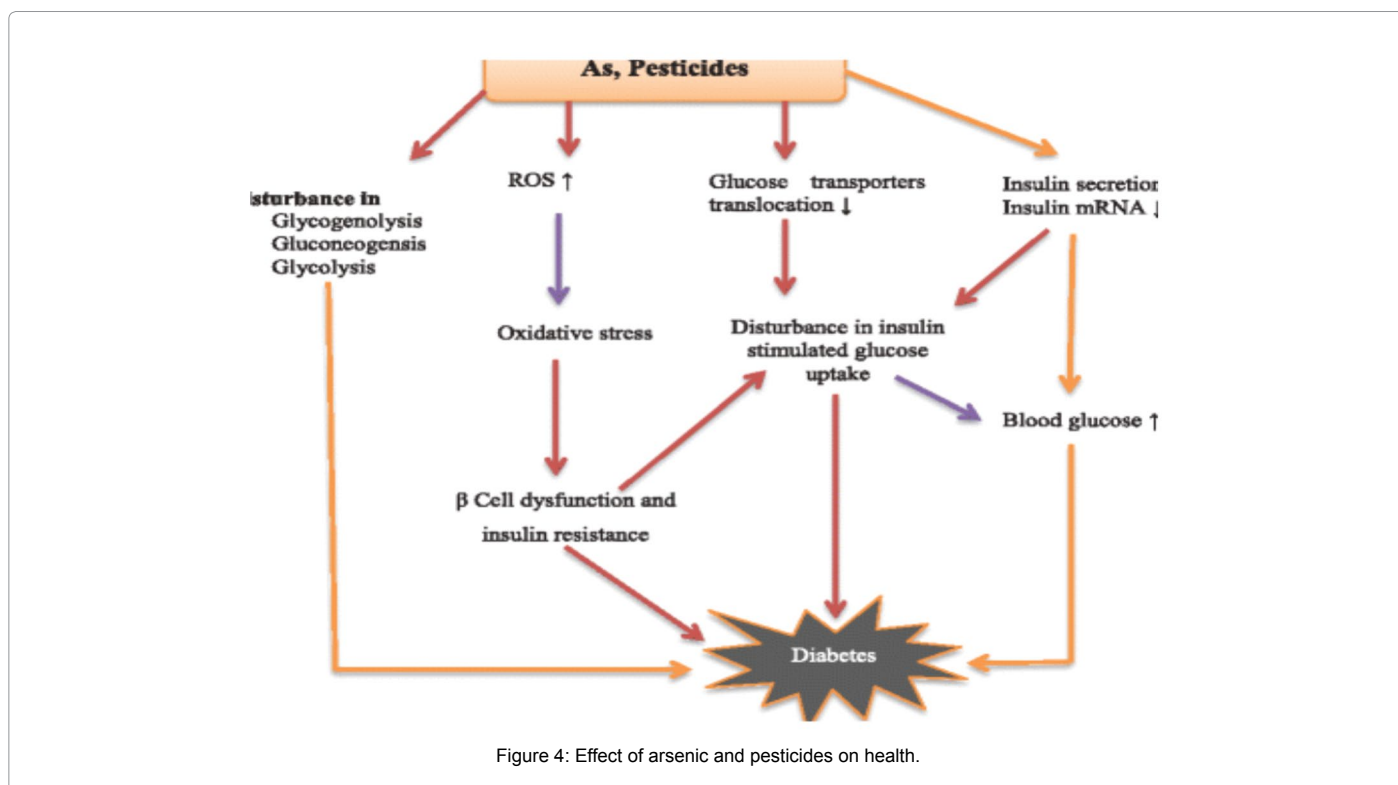 As, Pesticides
ROS ↑
Glucose transporters
translocation ↓
Insulin secretion
Insulin mRNA ↓
isturbance in
Glycogenolysis
Gluconeogensis
Glycolysis
Oxidative stress
Disturbance in insulin
stimulated glucose
uptake
Blood glucose ↑
β Cell dysfunction and
insulin resistance
Diabetes
Figure 4: Effect of arsenic and pesticides on health.